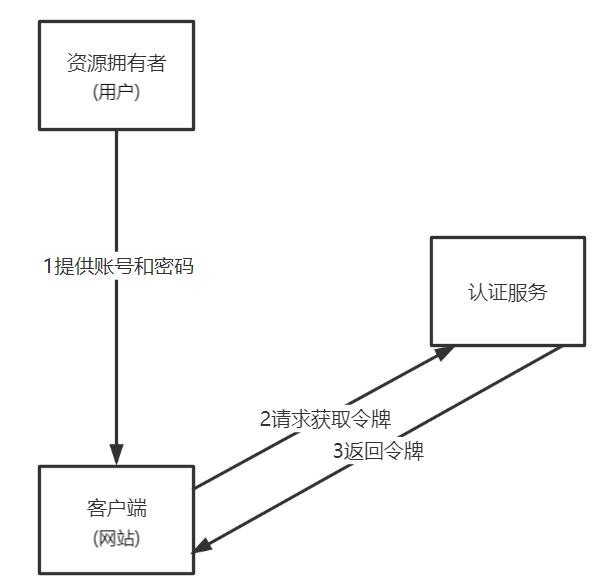 资源拥有者
(用户)
1提供账号和密码
认证服务
2请求获取令牌
3返回令牌
客户端
(网站)